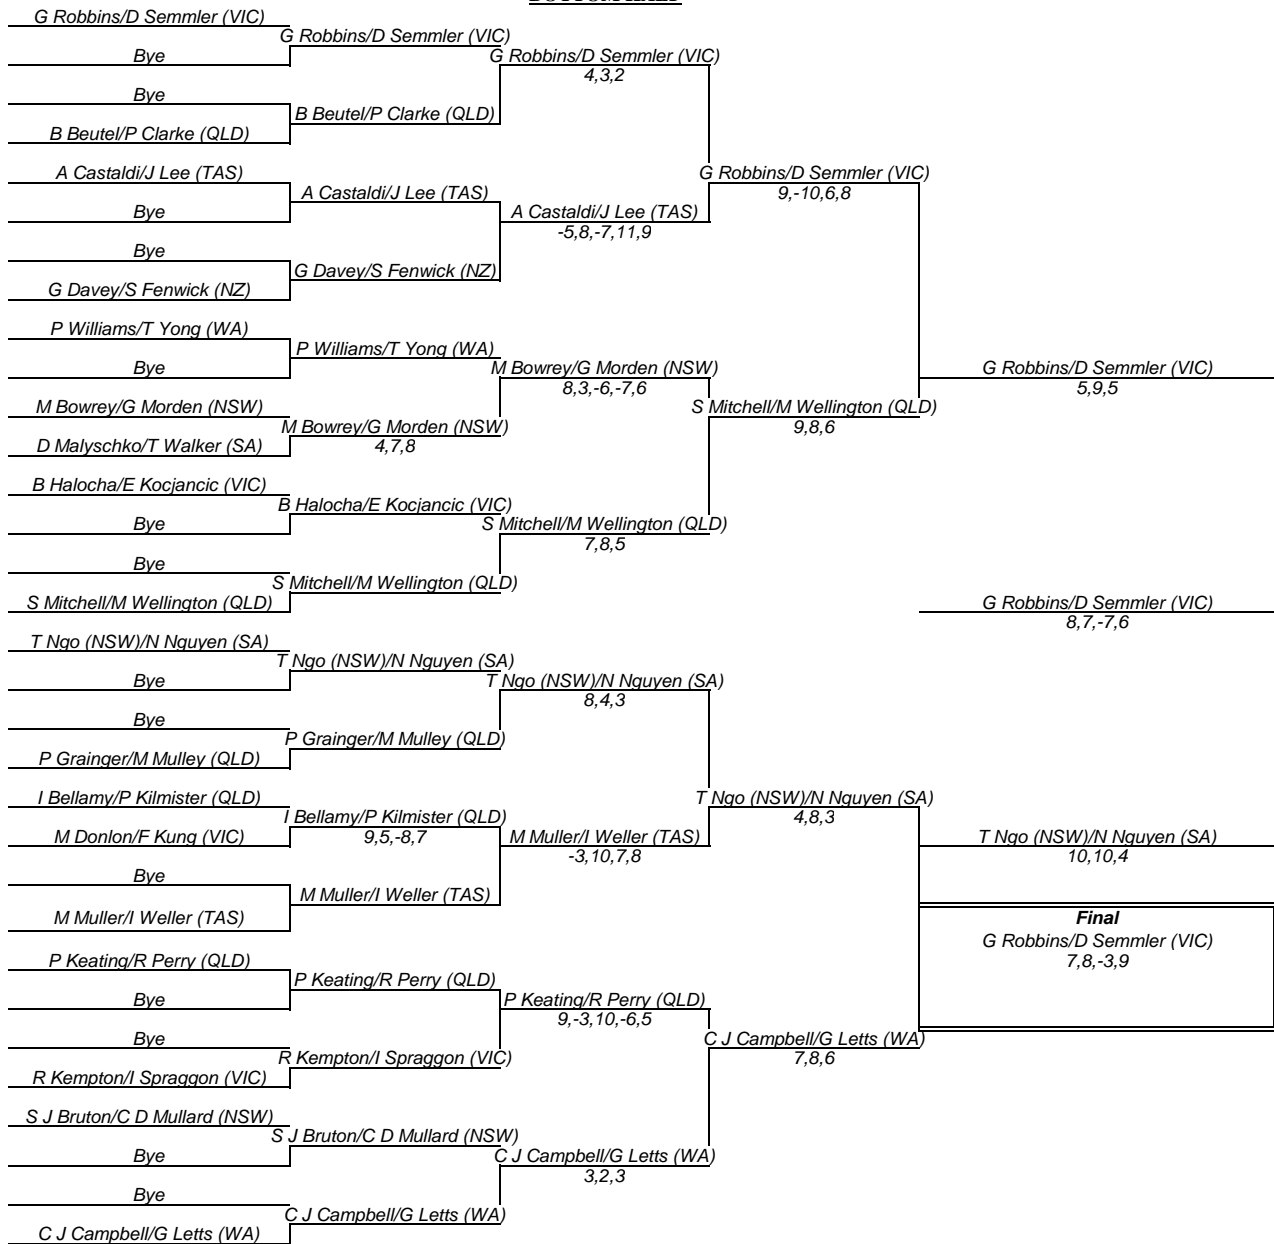 G Robbins/D Semmler (VIC)
G Robbins/D Semmler (VIC)
Bye
G Robbins/D Semmler (VIC)
4,3,2
Bye
B Beutel/P Clarke (QLD)
B Beutel/P Clarke (QLD)
A Castaldi/J Lee (TAS)
G Robbins/D Semmler (VIC)
9,-10,6,8
A Castaldi/J Lee (TAS)
Bye
A Castaldi/J Lee (TAS)
-5,8,-7,11,9
Bye
G Davey/S Fenwick (NZ)
G Davey/S Fenwick (NZ)
P Williams/T Yong (WA)
P Williams/T Yong (WA)
Bye
M Bowrey/G Morden (NSW)
8,3,-6,-7,6
G Robbins/D Semmler (VIC)
5,9,5
M Bowrey/G Morden (NSW)
S Mitchell/M Wellington (QLD)
9,8,6
M Bowrey/G Morden (NSW)
4,7,8
D Malyschko/T Walker (SA)
B Halocha/E Kocjancic (VIC)
B Halocha/E Kocjancic (VIC)
Bye
S Mitchell/M Wellington (QLD)
7,8,5
Bye
S Mitchell/M Wellington (QLD)
S Mitchell/M Wellington (QLD)
G Robbins/D Semmler (VIC)
8,7,-7,6
T Ngo (NSW)/N Nguyen (SA)
T Ngo (NSW)/N Nguyen (SA)
Bye
T Ngo (NSW)/N Nguyen (SA)
8,4,3
Bye
P Grainger/M Mulley (QLD)
P Grainger/M Mulley (QLD)
I Bellamy/P Kilmister (QLD)
T Ngo (NSW)/N Nguyen (SA)
4,8,3
I Bellamy/P Kilmister (QLD)
9,5,-8,7
M Donlon/F Kung (VIC)
M Muller/I Weller (TAS)
-3,10,7,8
T Ngo (NSW)/N Nguyen (SA)
10,10,4
Bye
M Muller/I Weller (TAS)
M Muller/I Weller (TAS)
Final
G Robbins/D Semmler (VIC)
7,8,-3,9
P Keating/R Perry (QLD)
P Keating/R Perry (QLD)
Bye
P Keating/R Perry (QLD)
9,-3,10,-6,5
Bye
C J Campbell/G Letts (WA)
7,8,6
R Kempton/I Spraggon (VIC)
R Kempton/I Spraggon (VIC)
S J Bruton/C D Mullard (NSW)
S J Bruton/C D Mullard (NSW)
Bye
C J Campbell/G Letts (WA)
3,2,3
Bye
C J Campbell/G Letts (WA)
C J Campbell/G Letts (WA)